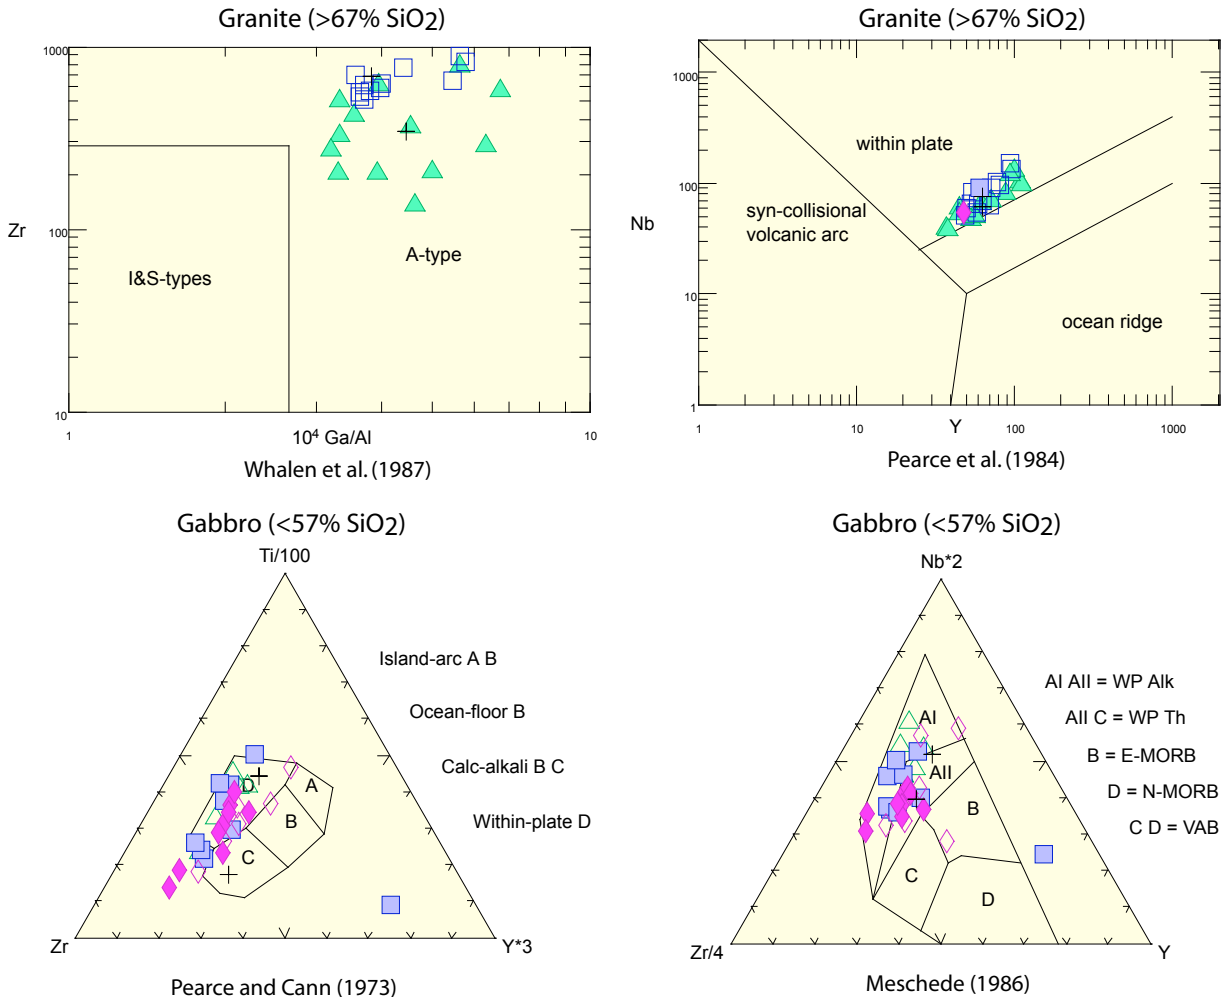 Granite (>67% SiO2)
1000
Zr
100
I&S-types
A-type
10
1
10⁴ Ga/Al
10
Whalen et al. (1987)
Granite (>67% SiO2)
1000
within plate
100
Nb
syn-collisional
volcanic arc
10
ocean ridge
1
1
10
Y
100
1000
Pearce et al. (1984)
Gabbro (<57% SiO2)
Ti/100
Island-arc A B
Ocean-floor B
Calc-alkali B C
Within-plate D
D
A
B
C
Zr
Y*3
Pearce and Cann (1973)
Gabbro (<57% SiO2)
Nb*2
AI AII = WP Alk
AII C = WP Th
B = E-MORB
D = N-MORB
C D = VAB
AI
AII
B
C
D
Zr/4
Y
Meschede (1986)